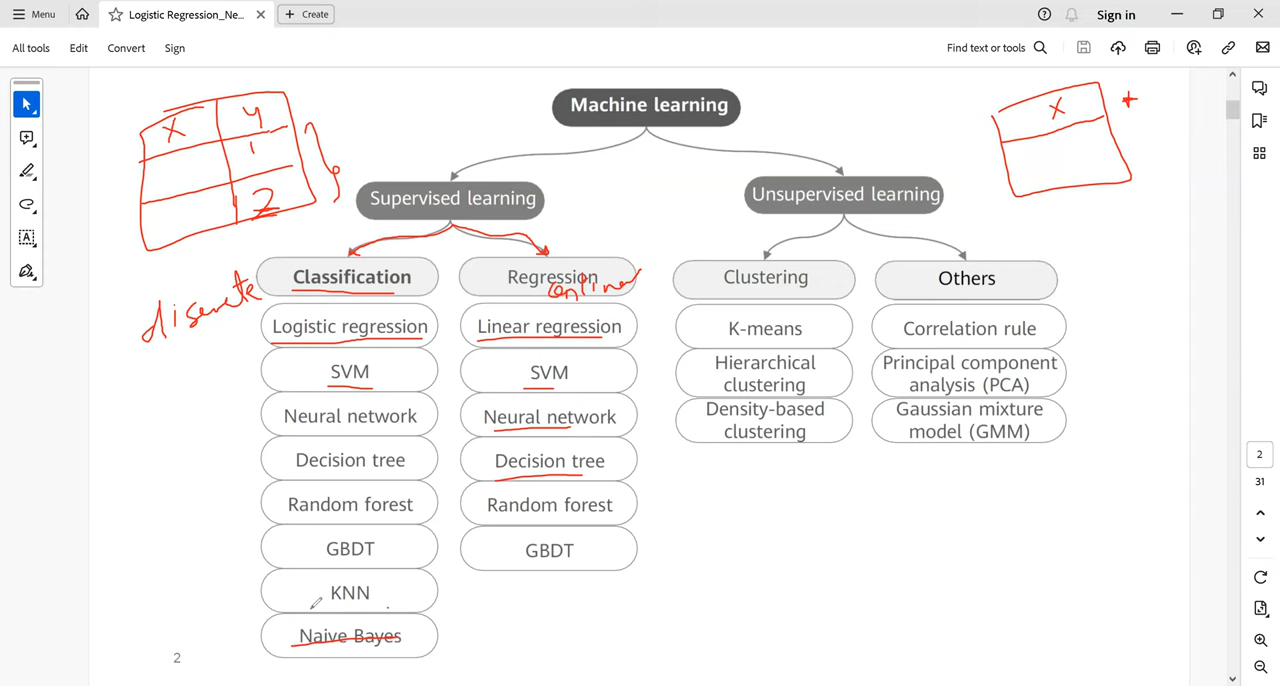 Menu
Logistic Regression_Ne...
Create
Sign in
All tools
Edit
Convert
Sign
Find text or tools
Machine learning
X
y
1
2
X
Supervised learning
Unsupervised learning
discrete
Classification
Regression
Clustering
Others
Logistic regression
Linear regression
K-means
Correlation rule
SVM
SVM
Hierarchical
clustering
Principal component
analysis (PCA)
Neural network
Neural network
Density-based
clustering
Gaussian mixture
model (GMM)
Decision tree
Decision tree
Random forest
Random forest
GBDT
GBDT
KNN
Naive Bayes
2
2
31